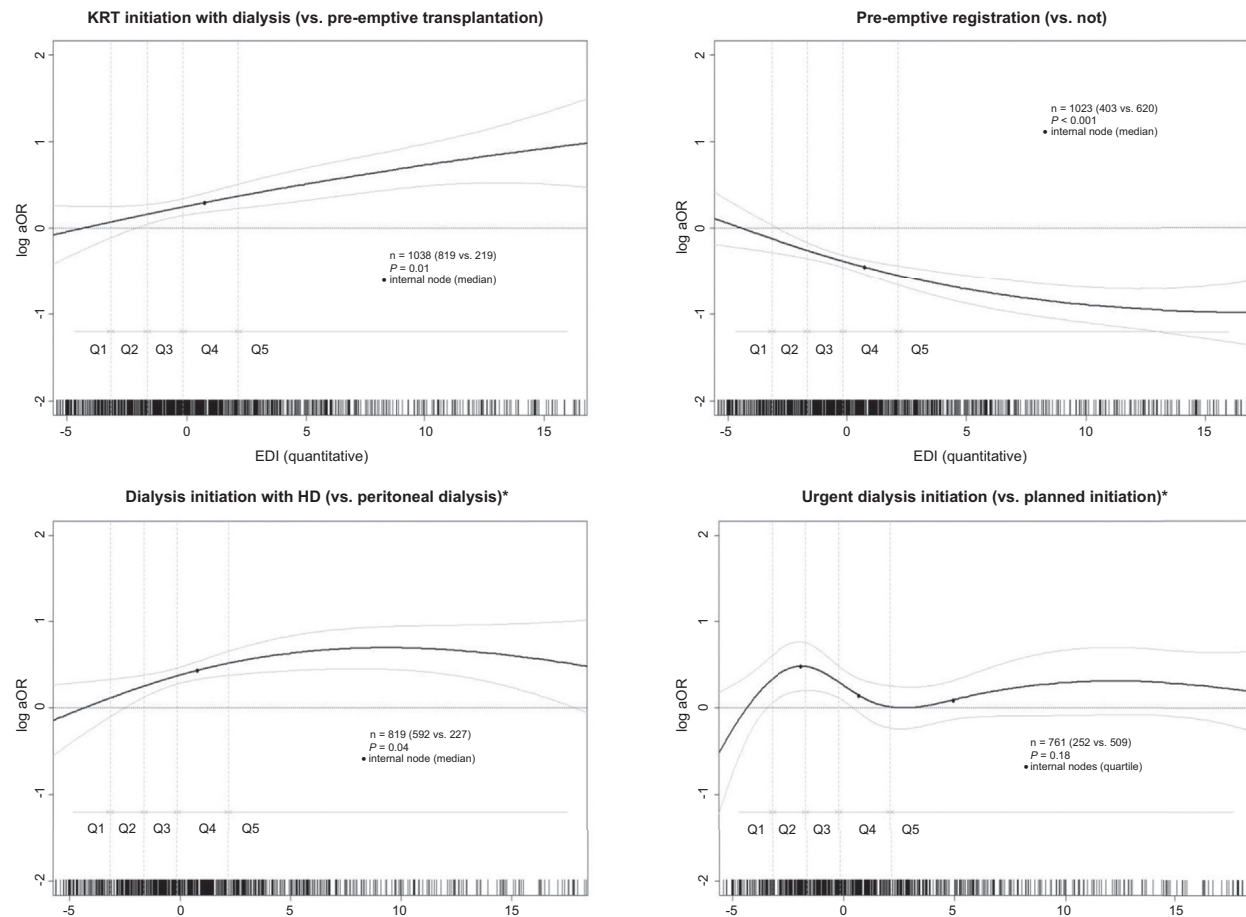 KRT initiation with dialysis (vs. pre-emptive transplantation)
2
1
0
-1
-2
log aOR
n = 1038 (819 vs. 219)
P = 0.01
• internal node (median)
Q1 Q2 Q3 Q4 Q5
-5 0 5 10 15
EDI (quantitative)
Pre-emptive registration (vs. not)
2
1
0
-1
-2
log aOR
n = 1023 (403 vs. 620)
P < 0.001
• internal node (median)
Q1 Q2 Q3 Q4 Q5
-5 0 5 10 15
EDI (quantitative)
Dialysis initiation with HD (vs. peritoneal dialysis)*
2
1
0
-1
-2
log aOR
n = 819 (592 vs. 227)
P = 0.04
• internal node (median)
Q1 Q2 Q3 Q4 Q5
-5 0 5 10 15
Urgent dialysis initiation (vs. planned initiation)*
2
1
0
-1
-2
log aOR
n = 761 (252 vs. 509)
P = 0.18
• internal nodes (quartile)
Q1 Q2 Q3 Q4 Q5
-5 0 5 10 15